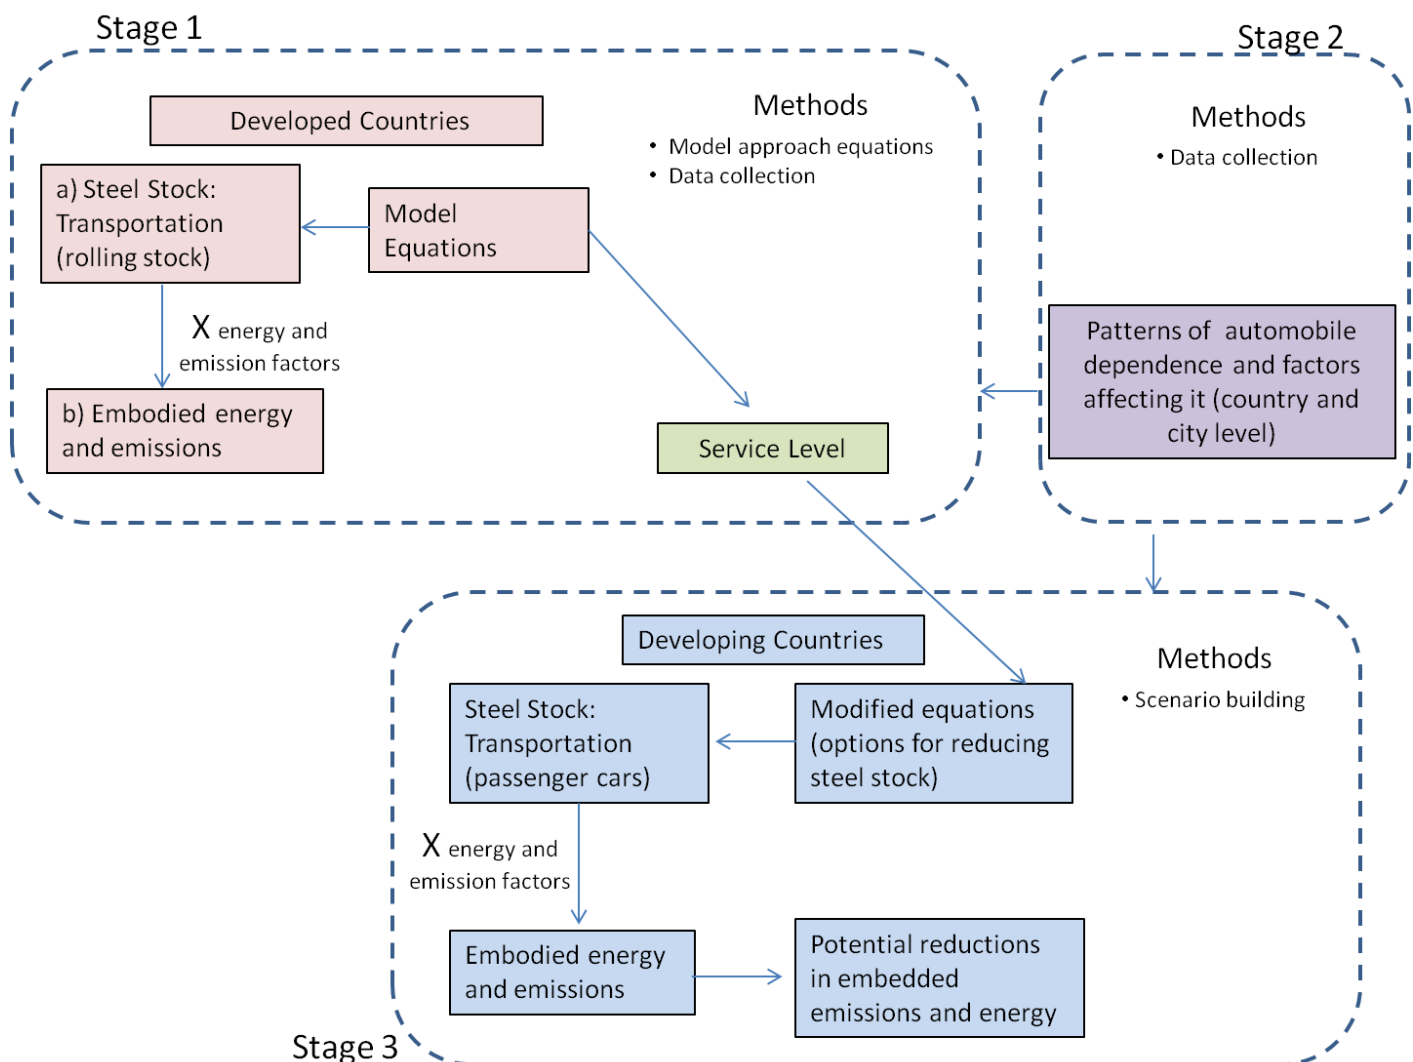 Stage 1
Developed Countries
Methods
• Model approach equations
• Data collection
a) Steel Stock:
Transportation
(rolling stock)
Model
Equations
X energy and
emission factors
b) Embodied energy
and emissions
Service Level
Stage 2
Methods
• Data collection
Patterns of automobile
dependence and factors
affecting it (country and
city level)
Developing Countries
Methods
• Scenario building
Steel Stock:
Transportation
(passenger cars)
Modified equations
(options for reducing
steel stock)
X energy and
emission factors
Embodied energy
and emissions
Potential reductions
in embedded
emissions and energy
Stage 3